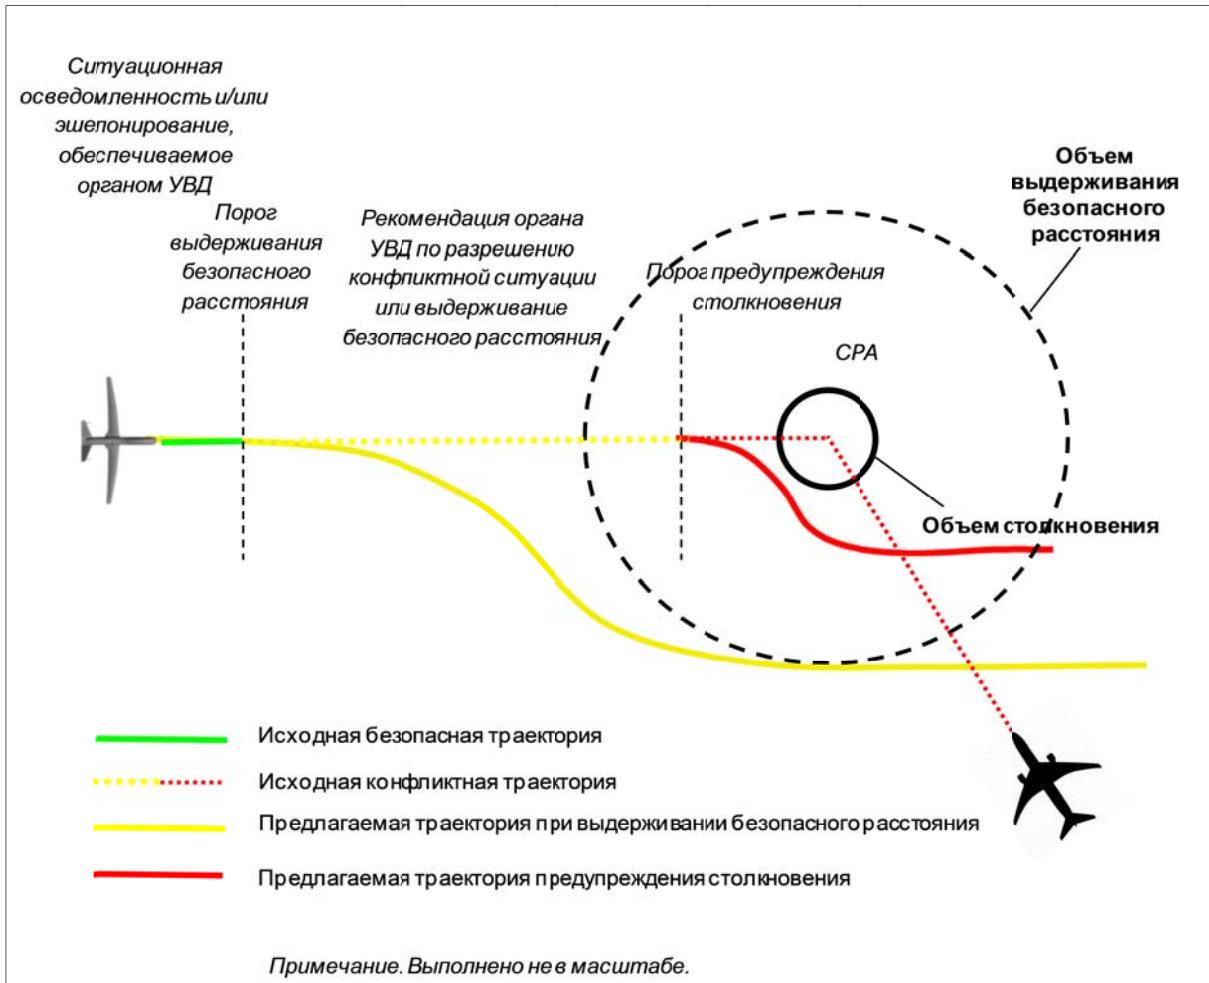 Ситуационная
осведомленность и/или
эшепонирование,
обеспечиваемое
органом УВД
Порог
выдерживания
безопасного
расстояния
Рекомендация органа
УВД по разрешению
конфликтной ситуации
или выдерживание
безопасного расстояния
Порог предупреждения
столкновения
Объем
выдерживания
безопасного
расстояния
CPA
Объем столкновения
Исходная безопасная траектория
Исходная конфликтная траектория
Предлагаемая траектория при выдерживании безопасного расстояния
Предлагаемая траектория предупреждения столкновения
Примечание. Выполнено не в масштабе.